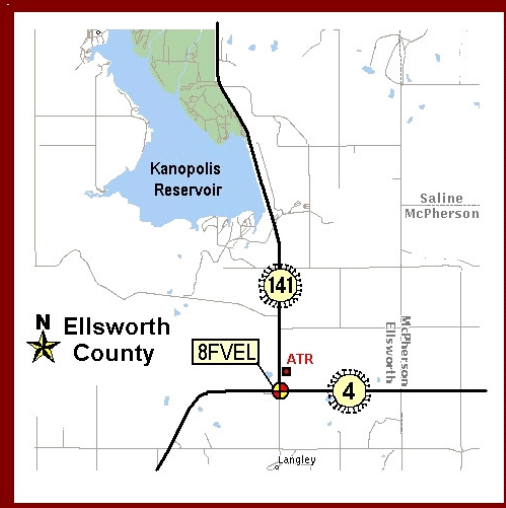 Kanopolis
Reservoir
Saline
McPherson
141
McPherson
Ellsworth
N
Ellsworth
County
8FVEL
ATR
4
Langley